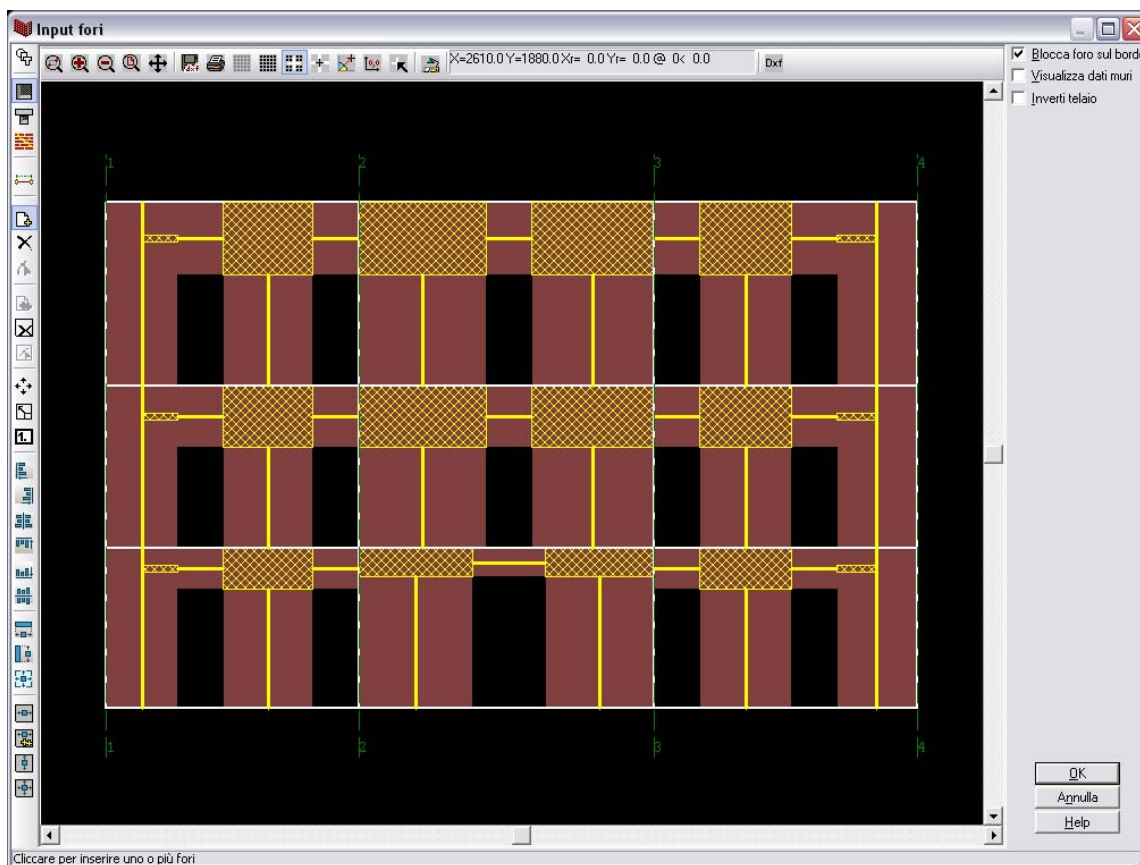 Input fori
X=2610.0 Y=1880.0 Xr= 0.0 Yr= 0.0 @ 0< 0.0
Dxf
Blocca foro sul bordo
Visualizza dati muri
Inverti telaio
1 2 3 4
1 2 3 4
OK
Annulla
Help
Cliccare per inserire uno o più fori